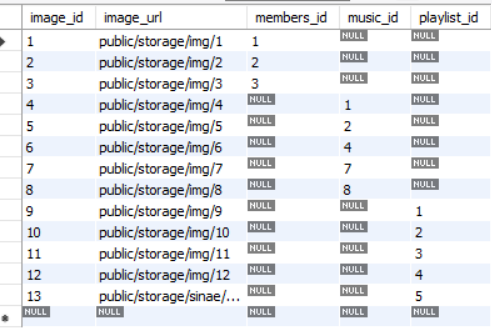 image_id image_url members_id music_id playlist_id
1 public/storage/img/1 1 NULL NULL
2 public/storage/img/2 2 NULL NULL
3 public/storage/img/3 3 NULL NULL
4 public/storage/img/4 NULL 1 NULL
5 public/storage/img/5 NULL 2 NULL
6 public/storage/img/6 NULL 4 NULL
7 public/storage/img/7 NULL 7 NULL
8 public/storage/img/8 NULL 8 NULL
9 public/storage/img/9 NULL NULL 1
10 public/storage/img/10 NULL NULL 2
11 public/storage/img/11 NULL NULL 3
12 public/storage/img/12 NULL NULL 4
13 public/storage/sinae/... NULL NULL 5
NULL NULL NULL NULL NULL